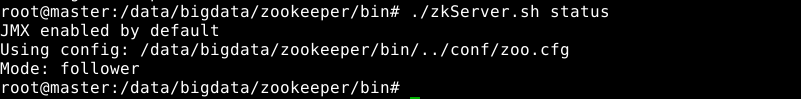 root@master:/data/bigdata/zookeeper/bin# ./zkServer.sh status
JMX enabled by default
Using config: /data/bigdata/zookeeper/bin/../conf/zoo.cfg
Mode: follower
root@master:/data/bigdata/zookeeper/bin#